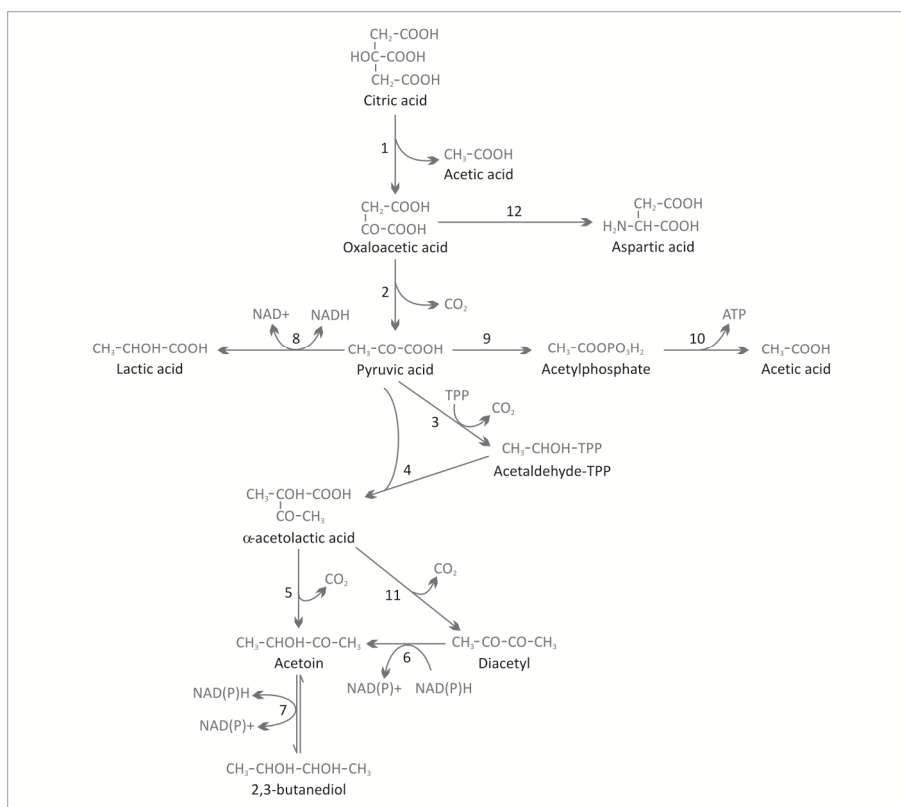 CH₂-COOH
HOC-COOH
CH₂-COOH
Citric acid
1
CH₃-COOH
Acetic acid
CH₂-COOH
CO-COOH
Oxaloacetic acid
12
CH₂-COOH
H₂N-CH-COOH
Aspartic acid
2
CO₂
NAD+
NADH
8
CH₃-CHOH-COOH
Lactic acid
CH₃-CO-COOH
Pyruvic acid
9
CH₃-COOPO₃H₂
Acetylphosphate
10
ATP
CH₃-COOH
Acetic acid
TPP
CO₂
3
CH₃-CHOH-TPP
Acetaldehyde-TPP
4
CH₃-COH-COOH
CO-CH₃
α-acetolactic acid
5
CO₂
11
CO₂
CH₃-CHOH-CO-CH₃
Acetoin
6
NAD(P)+
NAD(P)H
CH₃-CO-CO-CH₃
Diacetyl
NAD(P)H
7
NAD(P)+
CH₃-CHOH-CHOH-CH₃
2,3-butanediol